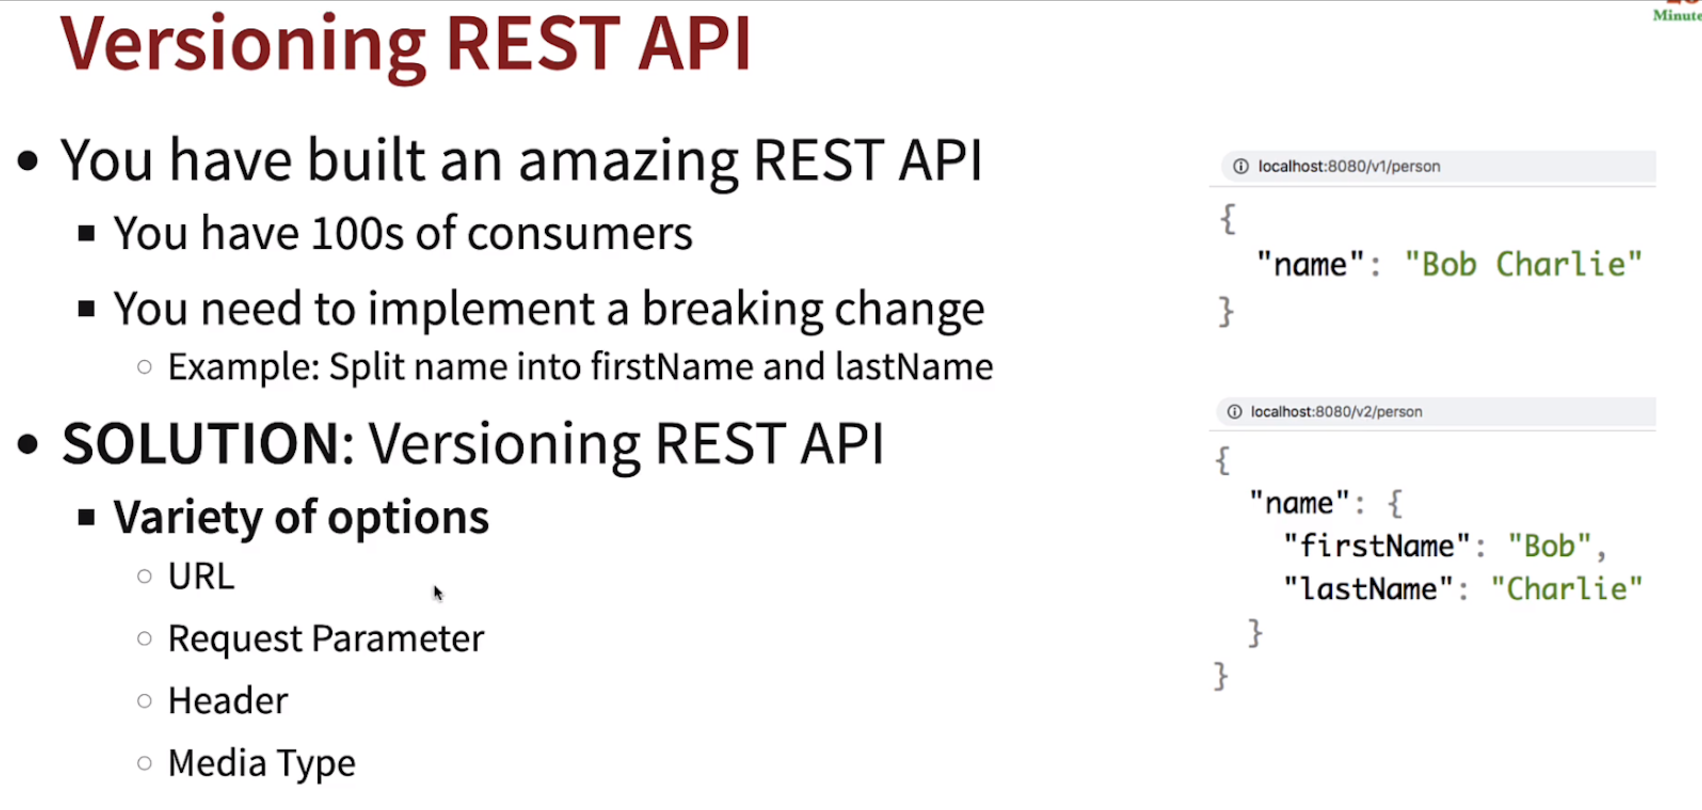 Versioning REST API
You have built an amazing REST API
You have 100s of consumers
You need to implement a breaking change
Example: Split name into firstName and lastName
SOLUTION: Versioning REST API
Variety of options
URL
Request Parameter
Header
Media Type
localhost:8080/v1/person
{
"name": "Bob Charlie"
}
localhost:8080/v2/person
{
"name": {
"firstName": "Bob",
"lastName": "Charlie"
}
}